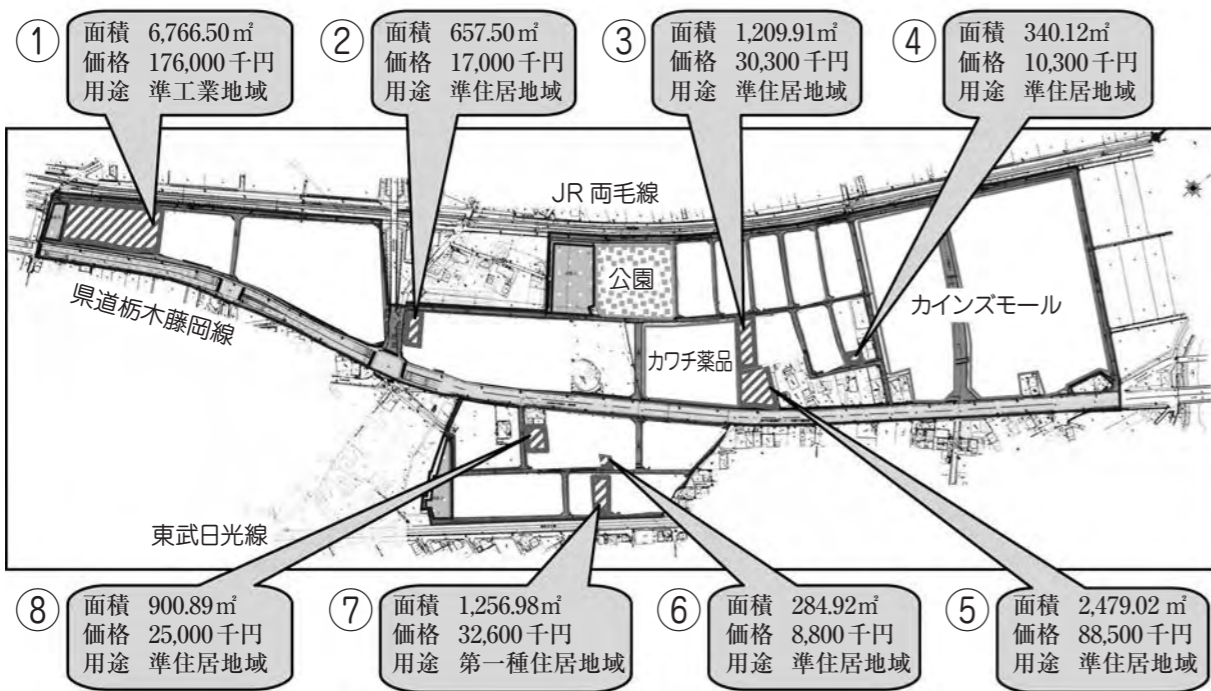 ①
面積 6,766.50㎡
価格 176,000千円
用途 準工業地域
②
面積 657.50㎡
価格 17,000千円
用途 準住居地域
③
面積 1,209.91㎡
価格 30,300千円
用途 準住居地域
④
面積 340.12㎡
価格 10,300千円
用途 準住居地域
JR両毛線
公園
県道栃木藤岡線
カワチ薬品
カインズモール
東武日光線
⑧
面積 900.89㎡
価格 25,000千円
用途 準住居地域
⑦
面積 1,256.98㎡
価格 32,600千円
用途 第一種住居地域
⑥
面積 284.92㎡
価格 8,800千円
用途 準住居地域
⑤
面積 2,479.02㎡
価格 88,500千円
用途 準住居地域